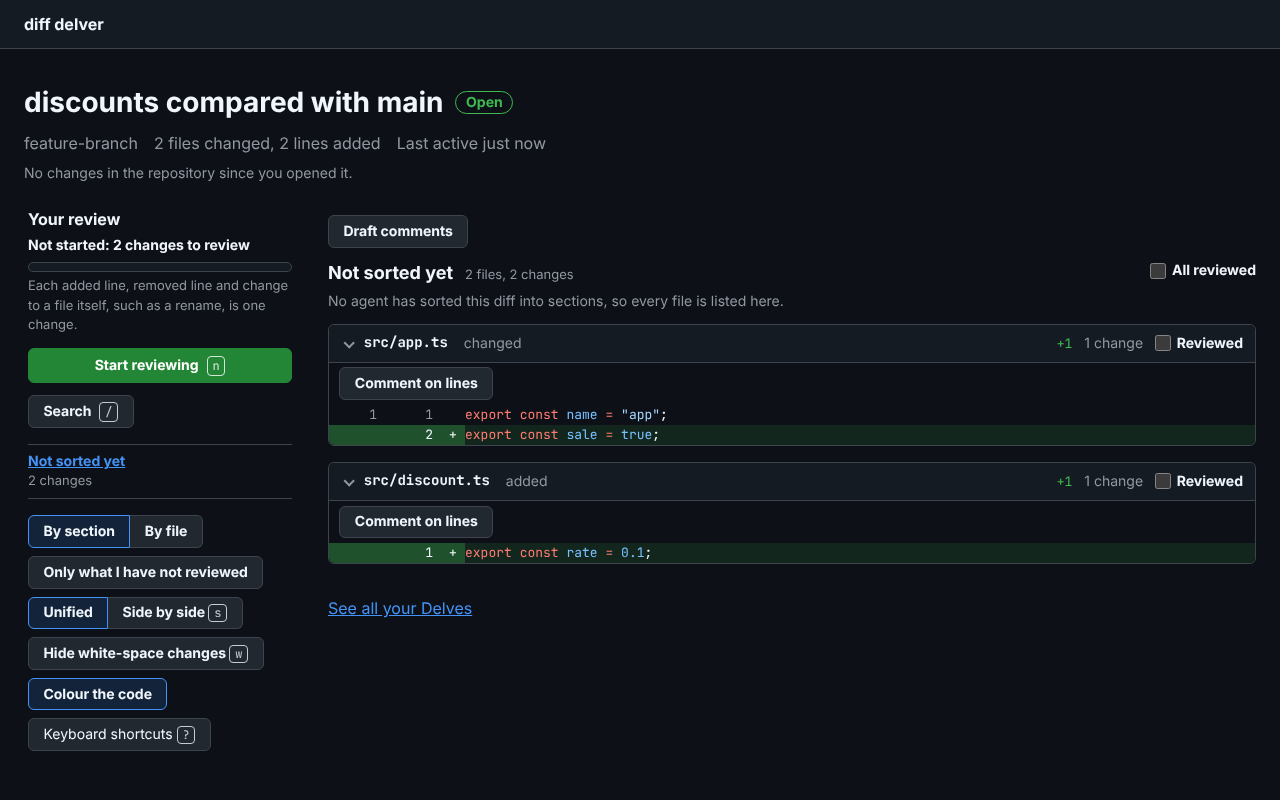 diff delver
discounts compared with main Open
feature-branch 2 files changed, 2 lines added Last active just now
No changes in the repository since you opened it.
Your review
Not started: 2 changes to review
Each added line, removed line and change
to a file itself, such as a rename, is one
change.
Start reviewing n
Search /
Not sorted yet
2 changes
By section By file
Only what I have not reviewed
Unified Side by side s
Hide white-space changes w
Colour the code
Keyboard shortcuts ?
Draft comments
Not sorted yet 2 files, 2 changes All reviewed
No agent has sorted this diff into sections, so every file is listed here.
src/app.ts changed +1 1 change Reviewed
Comment on lines
1 1 export const name = "app";
2 + export const sale = true;
src/discount.ts added +1 1 change Reviewed
Comment on lines
1 + export const rate = 0.1;
See all your Delves